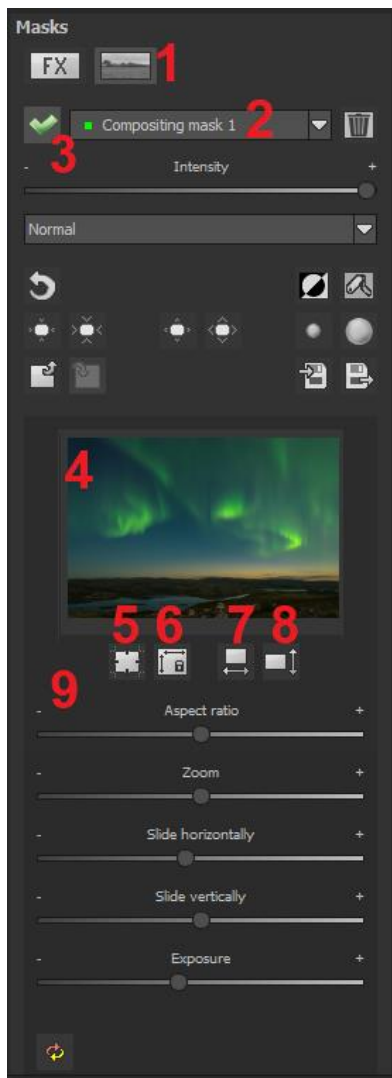 Masks
FX 1
Compositing mask 1 2
3
- Intensity +
Normal
4
5 6 7 8
9
- Aspect ratio +
- Zoom +
- Slide horizontally +
- Slide vertically +
- Exposure +